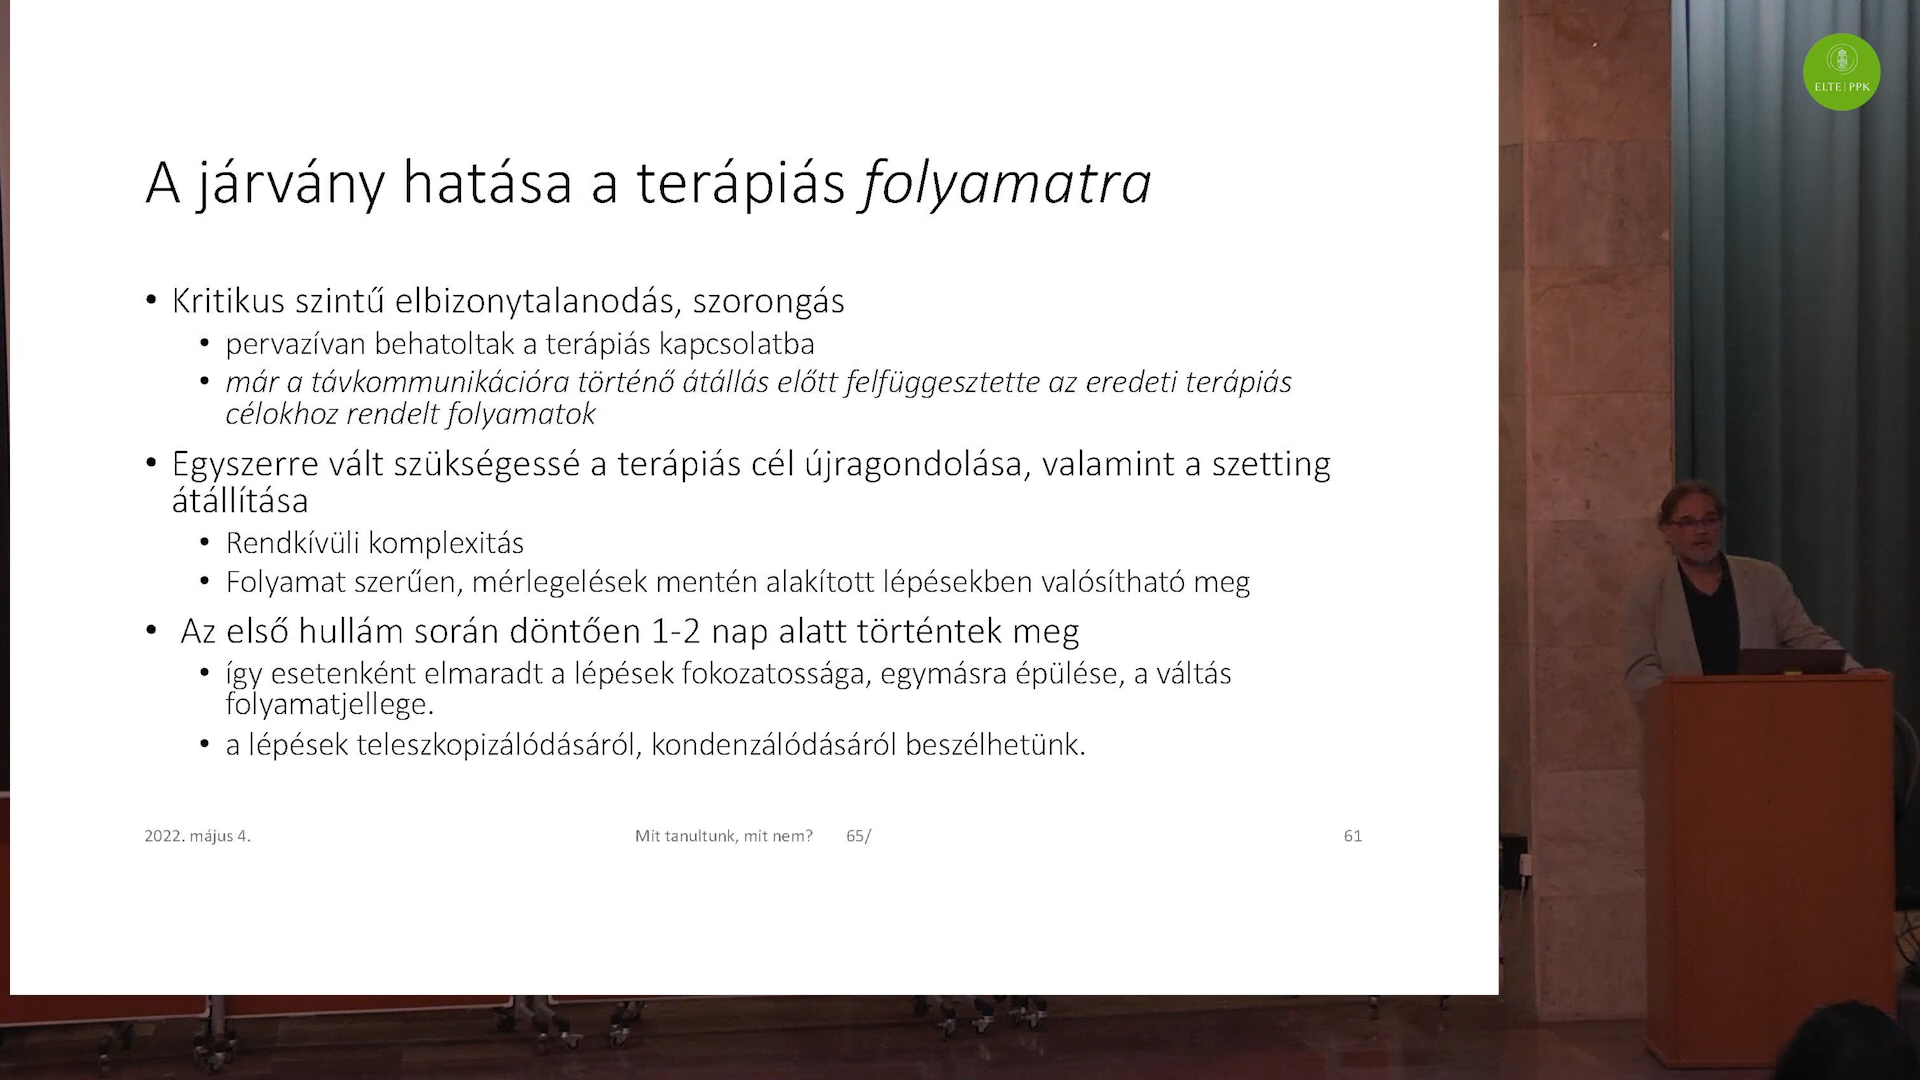 A járvány hatása a terápiás folyamatra
• Kritikus szintű elbizonytalanodás, szorongás
• pervazívan behatoltak a terápiás kapcsolatba
• már a távkommunikációra történő átállás előtt felfüggesztette az eredeti terápiás
célokhoz rendelt folyamatok
• Egyszerre vált szükségessé a terápiás cél újragondolása, valamint a szetting
átállítása
• Rendkívüli komplexitás
• Folyamat szerűen, mérlegelések mentén alakított lépésekben valósítható meg
• Az első hullám során döntően 1-2 nap alatt történtek meg
• így esetenként elmaradt a lépések fokozatossága, egymásra épülése, a váltás
folyamatjellege.
• a lépések teleszkopizálódásáról, kondenzálódásáról beszélhetünk.
2022. május 4. Mit tanultunk, mit nem? 65/ 61
ELTE | PPK